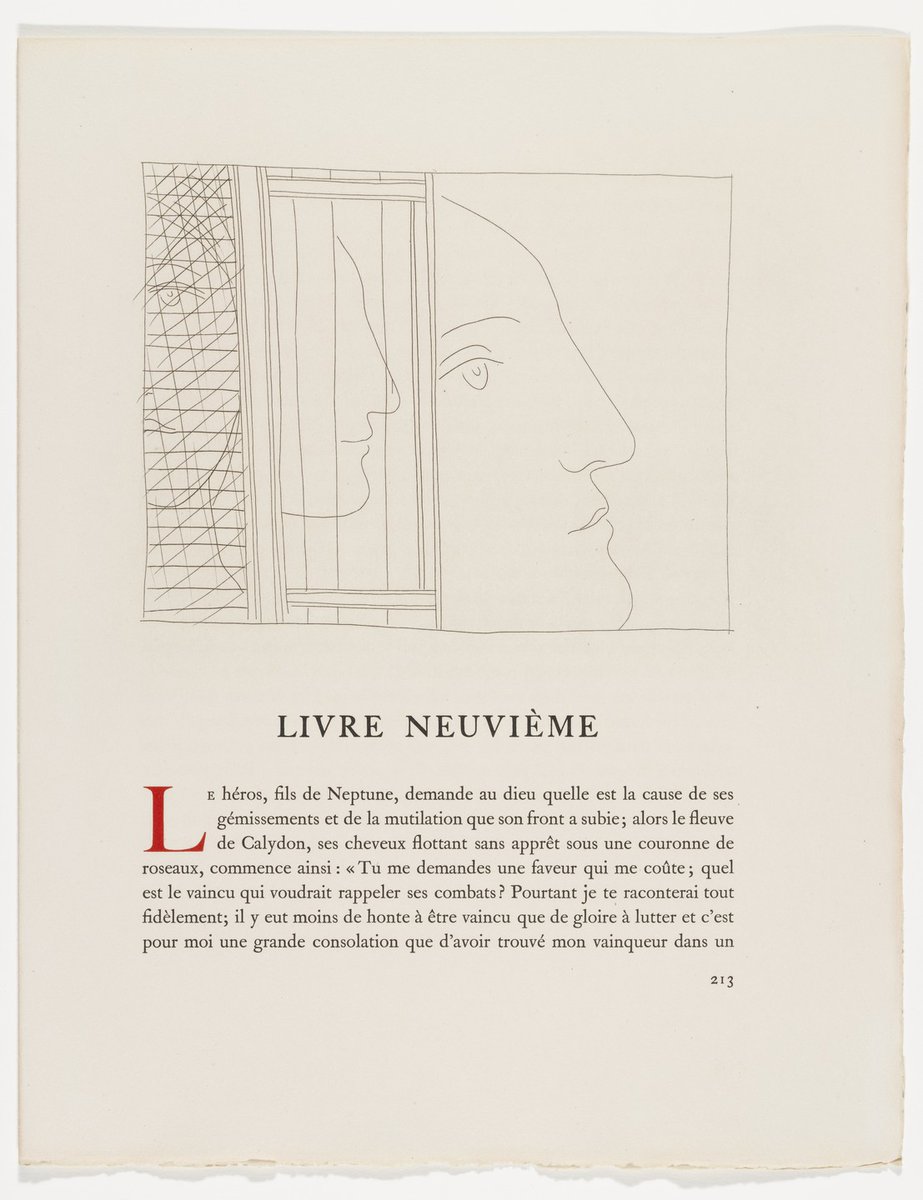 LIVRE NEUVIÈME
LE héros, fils de Neptune, demande au dieu quelle est la cause de ses
gémissements et de la mutilation que son front a subie; alors le fleuve
de Calydon, ses cheveux flottant sans apprêt sous une couronne de
roseaux, commence ainsi : « Tu me demandes une faveur qui me coûte; quel
est le vaincu qui voudrait rappeler ses combats? Pourtant je te raconterai tout
fidèlement; il y eut moins de honte à être vaincu que de gloire à lutter et c'est
pour moi une grande consolation que d'avoir trouvé mon vainqueur dans un
213